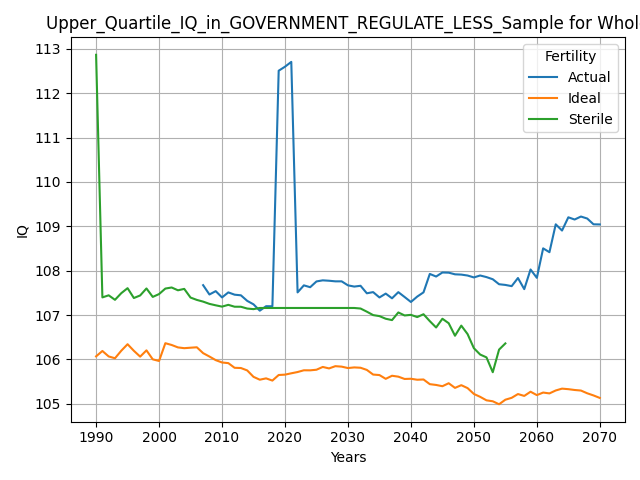 Upper_Quartile_IQ_in_GOVERNMENT_REGULATE_LESS_Sample for Whol
113
112
111
110
109
108
107
106
105
IQ
Fertility
Actual
Ideal
Sterile
1990 2000 2010 2020 2030 2040 2050 2060 2070
Years